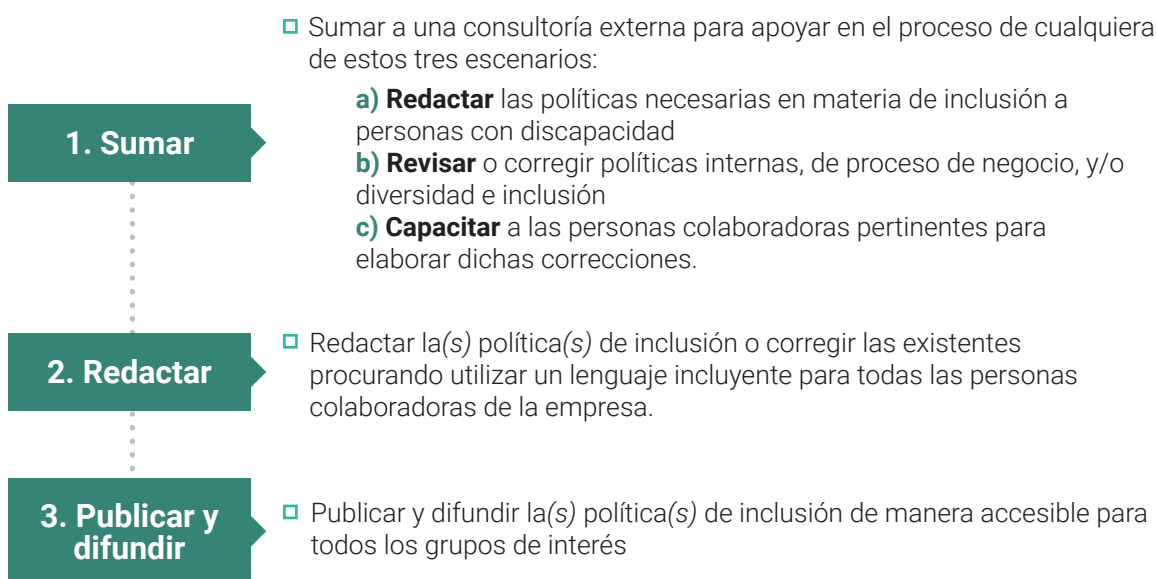 1. Sumar
Sumar a una consultoría externa para apoyar en el proceso de cualquiera
de estos tres escenarios:
a) Redactar las políticas necesarias en materia de inclusión a
personas con discapacidad
b) Revisar o corregir políticas internas, de proceso de negocio, y/o
diversidad e inclusión
c) Capacitar a las personas colaboradoras pertinentes para
elaborar dichas correcciones.
2. Redactar
Redactar la(s) política(s) de inclusión o corregir las existentes
procurando utilizar un lenguaje incluyente para todas las personas
colaboradoras de la empresa.
3. Publicar y
difundir
Publicar y difundir la(s) política(s) de inclusión de manera accesible para
todos los grupos de interés